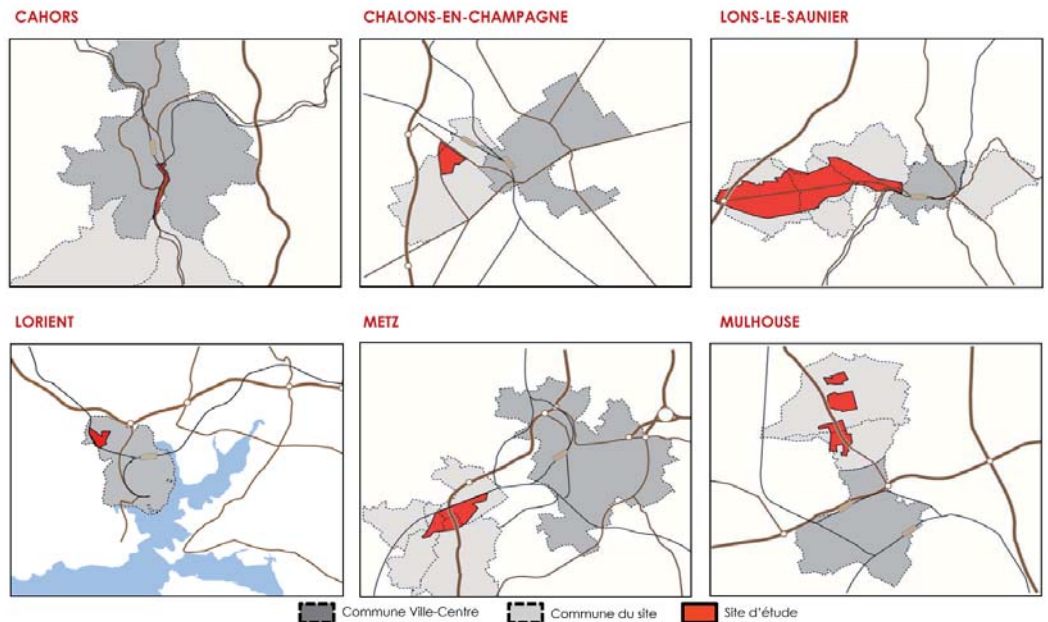 CAHORS
CHALONS-EN-CHAMPAGNE
LONS-LE-SAUNIER
LORIENT
METZ
MULHOUSE
Commune Ville-Centre
Commune du site
Site d'étude